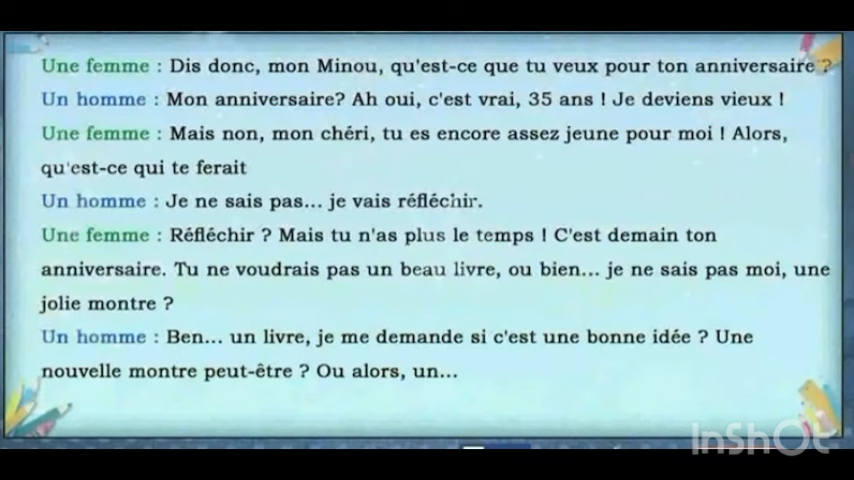 Une femme : Dis donc, mon Minou, qu'est-ce que tu veux pour ton anniversaire ?
Un homme : Mon anniversaire? Ah oui, c'est vrai, 35 ans ! Je deviens vieux !
Une femme : Mais non, mon chéri, tu es encore assez jeune pour moi ! Alors,
qu'est-ce qui te ferait
Un homme : Je ne sais pas... je vais réfléchir.
Une femme : Réfléchir ? Mais tu n'as plus le temps ! C'est demain ton
anniversaire. Tu ne voudrais pas un beau livre, ou bien... je ne sais pas moi, une
jolie montre ?
Un homme : Ben... un livre, je me demande si c'est une bonne idée ? Une
nouvelle montre peut-être ? Ou alors, un...
InShOt